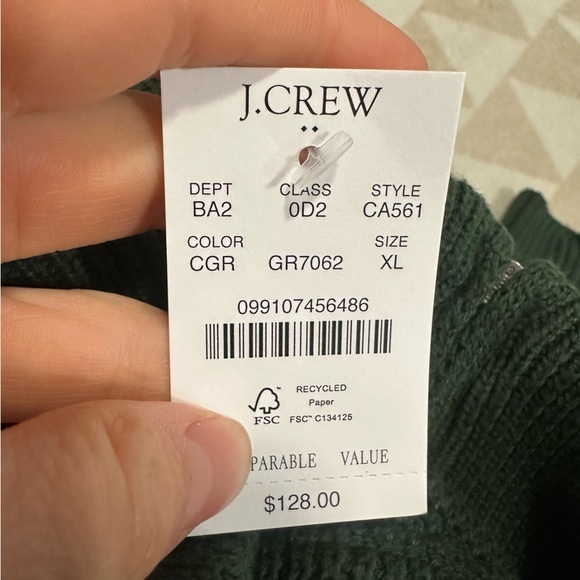 J.CREW
DEPT CLASS STYLE
BA2 0D2 CA561
COLOR SIZE
CGR GR7062 XL
099107456486
RECYCLED
Paper
FSC FSC™ C134125
PARABLE VALUE
$128.00